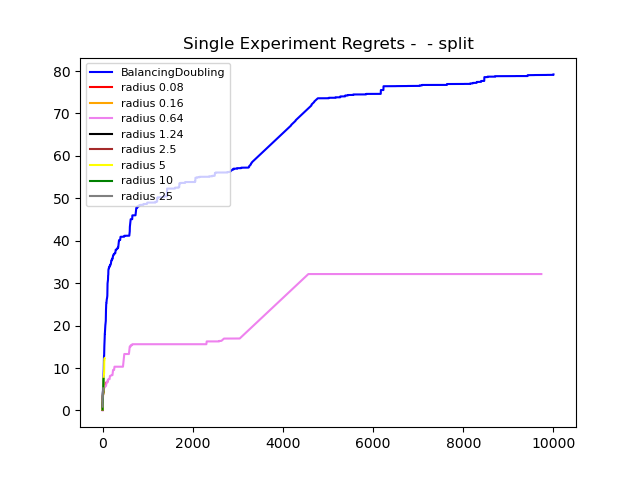 Single Experiment Regrets -  - split
80
70
60
50
40
30
20
10
0
BalancingDoubling
radius 0.08
radius 0.16
radius 0.64
radius 1.24
radius 2.5
radius 5
radius 10
radius 25
0 2000 4000 6000 8000 10000